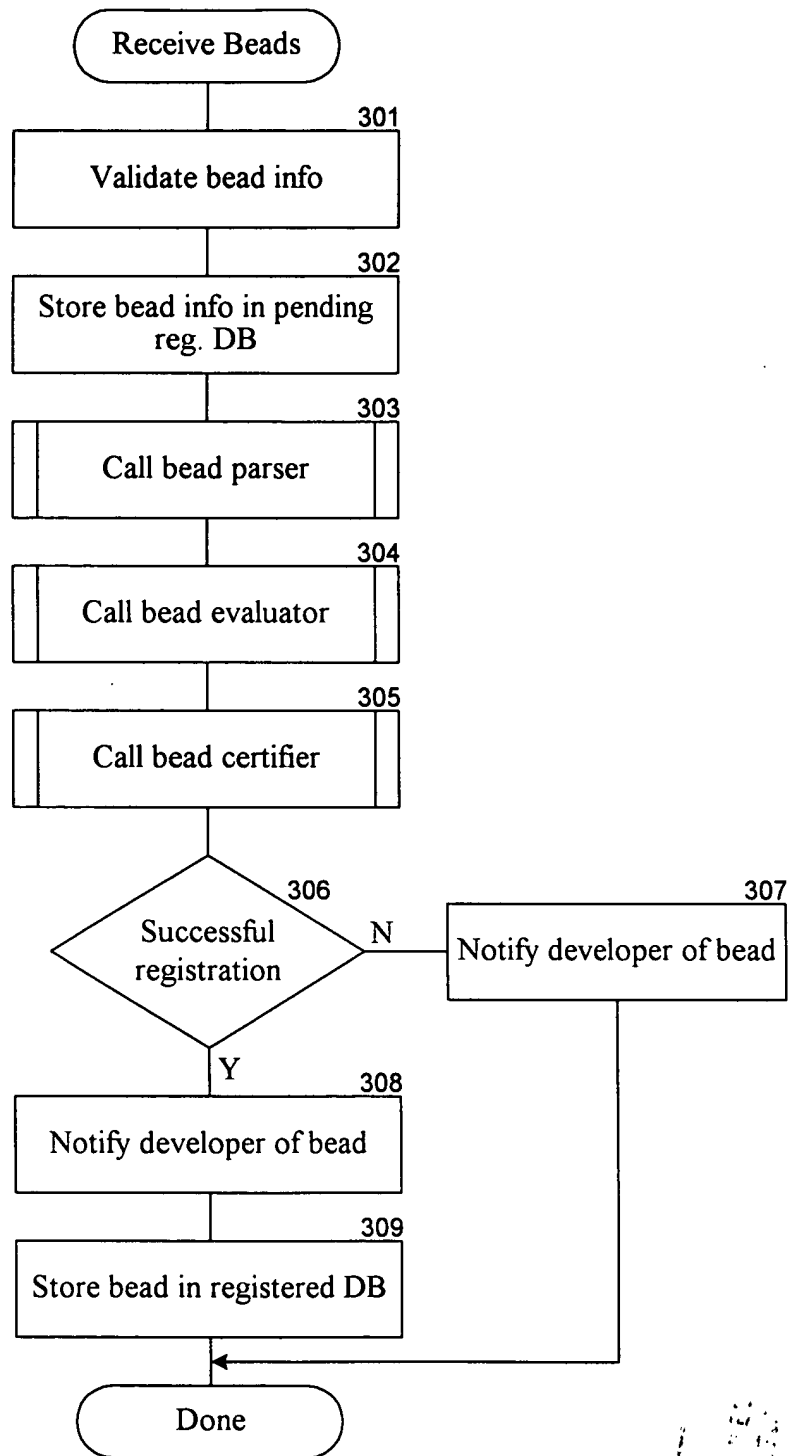 Receive Beads
301
Validate bead info
302
Store bead info in pending
reg. DB
303
Call bead parser
304
Call bead evaluator
305
Call bead certifier
306
Successful
registration
N
307
Notify developer of bead
Y
308
Notify developer of bead
309
Store bead in registered DB
Done